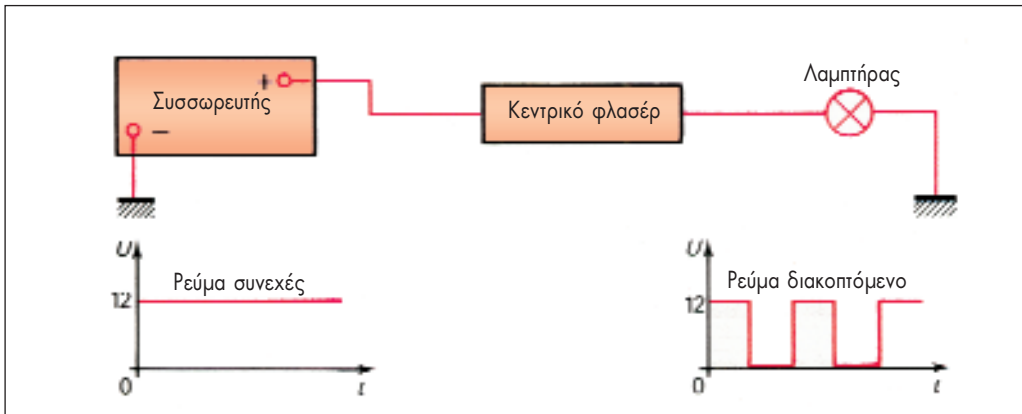 Λαμπτήρας
+
Συσσωρευτής
Κεντρικό φλασέρ
−
U
Ρεύμα συνεχές
12
0
t
U
Ρεύμα διακοπτόμενο
12
0
t